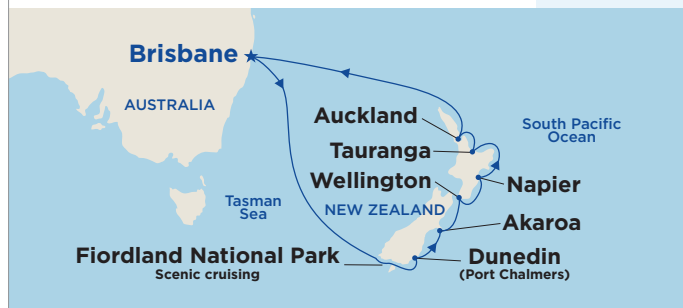 Brisbane
AUSTRALIA
Auckland
South Pacific
Ocean
Tauranga
Wellington
Napier
Tasman
Sea
NEW ZEALAND
Akaroa
Fiordland National Park
Scenic cruising
Dunedin
(Port Chalmers)